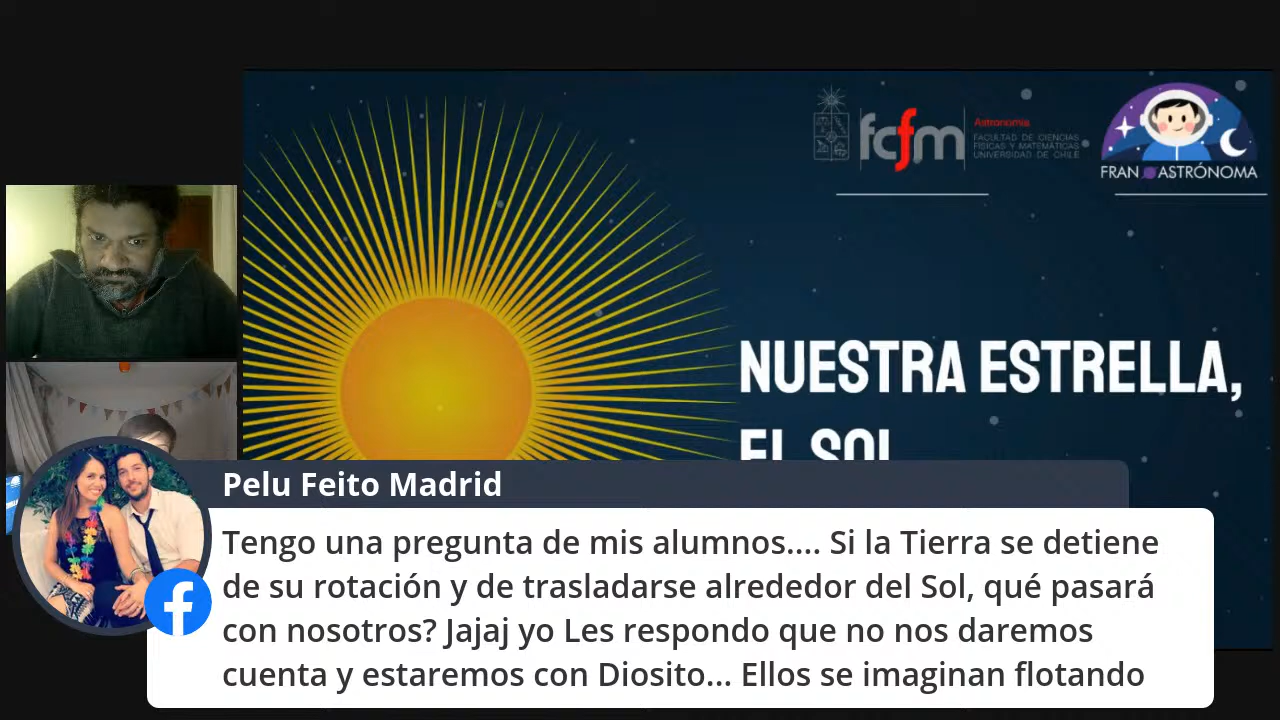 fcfm
Astronomía
FACULTAD DE CIENCIAS
FÍSICAS Y MATEMÁTICAS
UNIVERSIDAD DE CHILE
FRAN ASTRÓNOMA
NUESTRA ESTRELLA,
EL SOL
Pelu Feito Madrid
Tengo una pregunta de mis alumnos.... Si la Tierra se detiene
de su rotación y de trasladarse alrededor del Sol, qué pasará
con nosotros? Jajaj yo Les respondo que no nos daremos
cuenta y estaremos con Diosito... Ellos se imaginan flotando